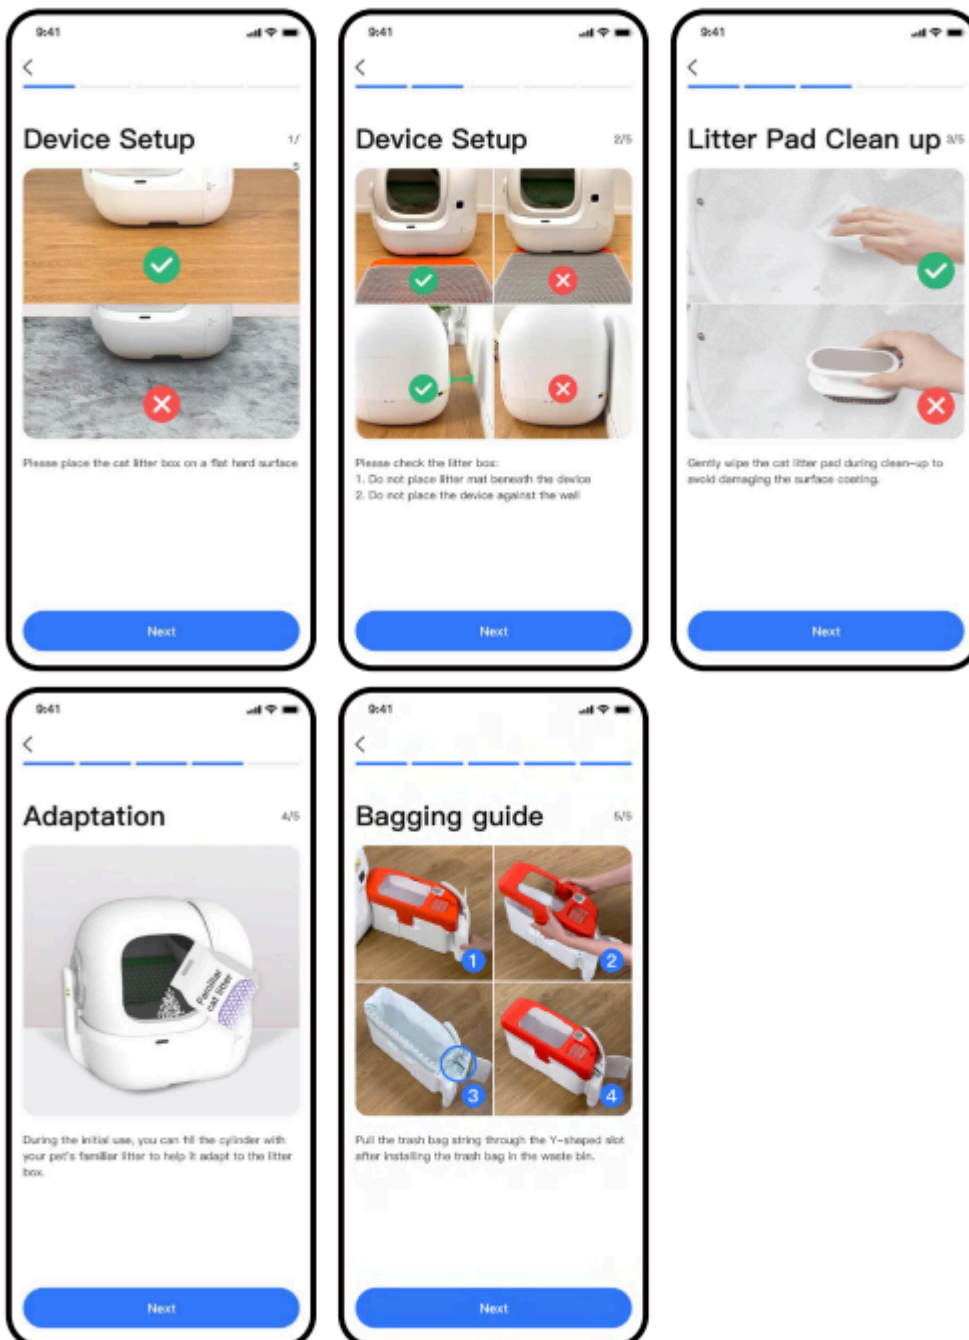 9:41
Device Setup
1/
5
Please place the cat litter box on a flat hard surface
Next
9:41
Device Setup
2/5
Please check the litter box:
1. Do not place litter mat beneath the device
2. Do not place the device against the wall
Next
9:41
Litter Pad Clean up
3/5
Gently wipe the cat litter pad during clean-up to
avoid damaging the surface coating.
Next
9:41
Adaptation
4/5
Familiar
cat litter
During the initial use, you can fill the cylinder with
your pet's familiar litter to help it adapt to the litter
box.
Next
9:41
Bagging guide
5/5
1
2
3
4
Pull the trash bag string through the Y-shaped slot
after installing the trash bag in the waste bin.
Next